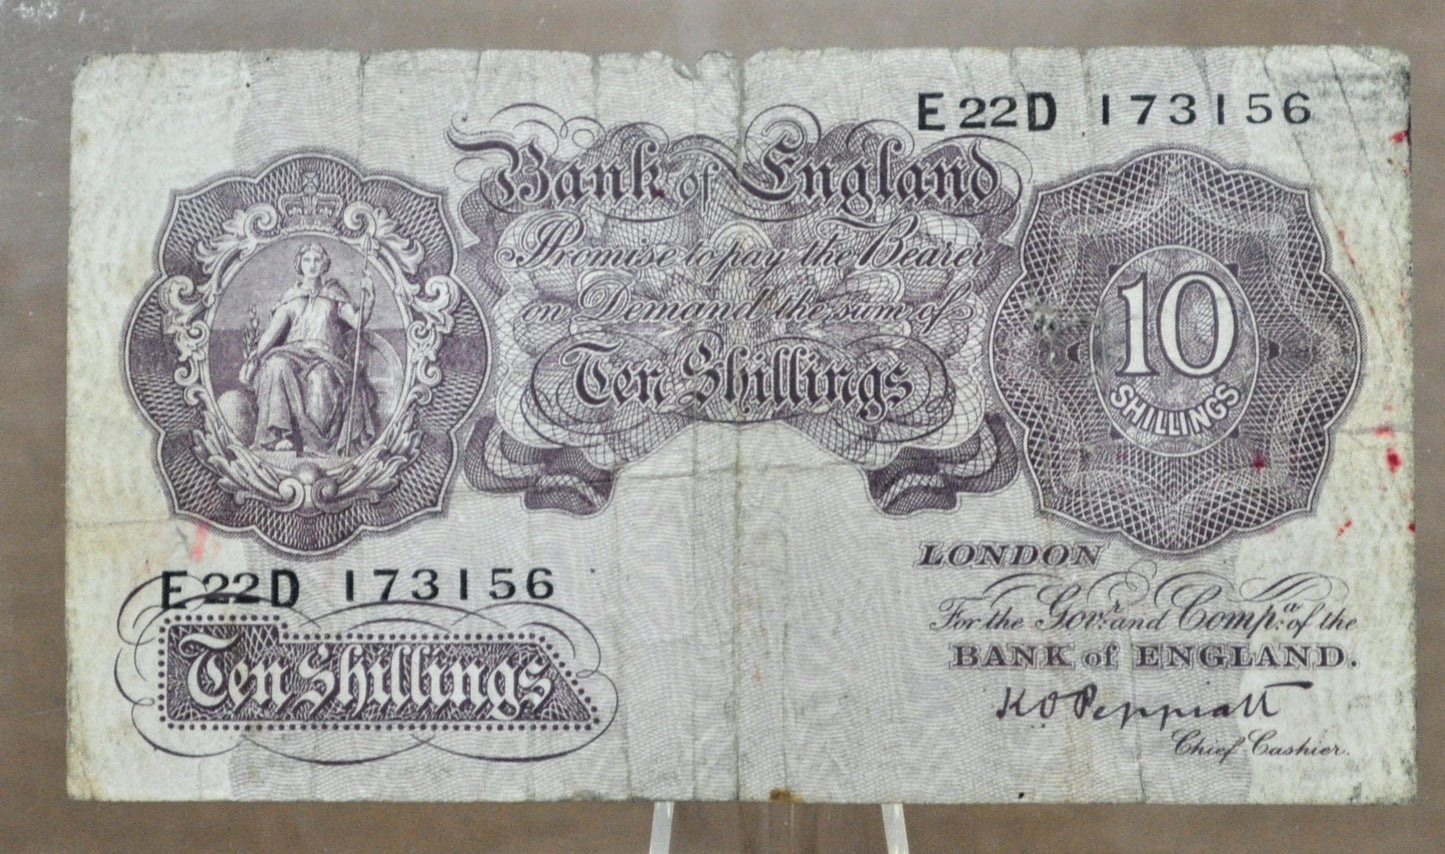 E22D 173156
Bank of England
Promise to pay the Bearer
on Demand the sum of
Ten Shillings
10
SHILLINGS
E22D 173156
Ten Shillings
LONDON
For the Govr. and Compa. of the
BANK of ENGLAND.
K O Peppiatt
Chief Cashier.